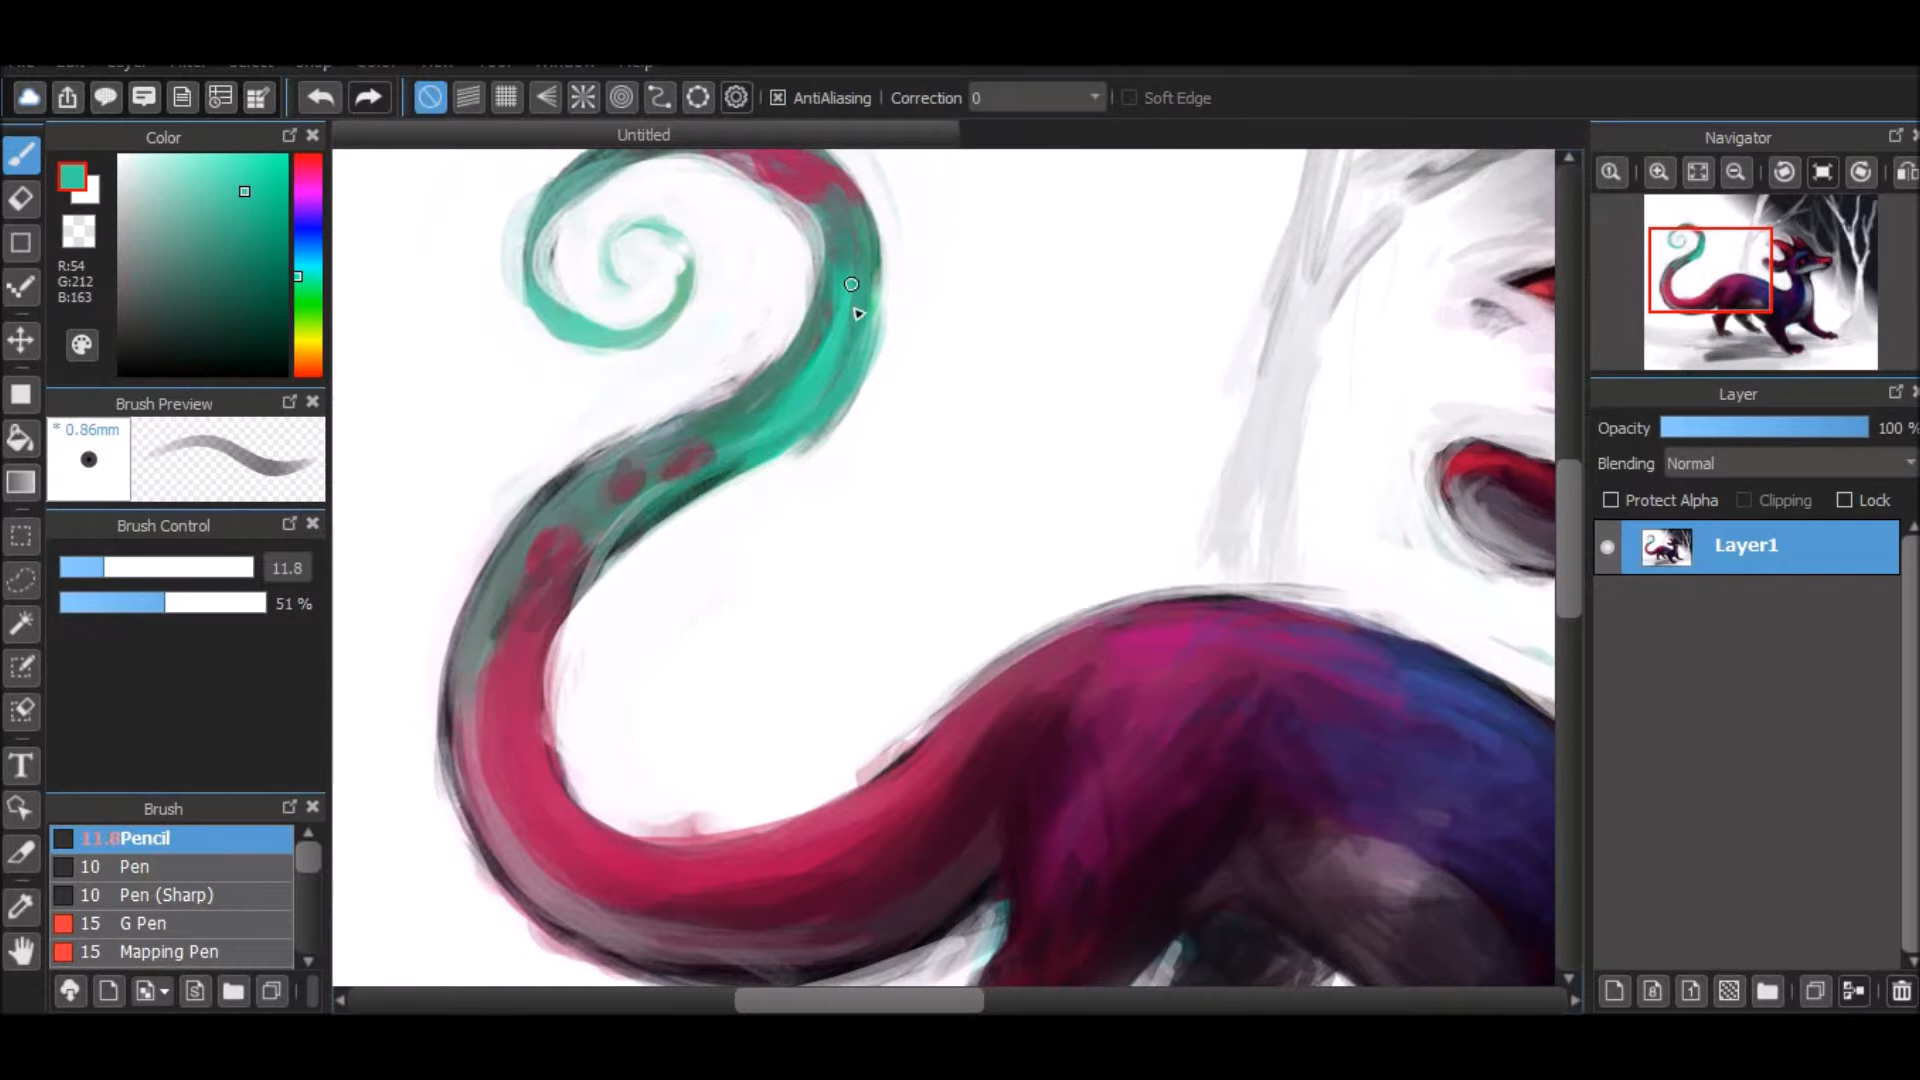 AntiAliasing
Correction 0
Soft Edge
Color
Untitled
Navigator
R:54
G:212
B:163
Brush Preview
* 0.86mm
Layer
Opacity 100 %
Blending Normal
Protect Alpha Clipping Lock
Layer1
Brush Control
11.8
51 %
Brush
11.8 Pencil
10 Pen
10 Pen (Sharp)
15 G Pen
15 Mapping Pen